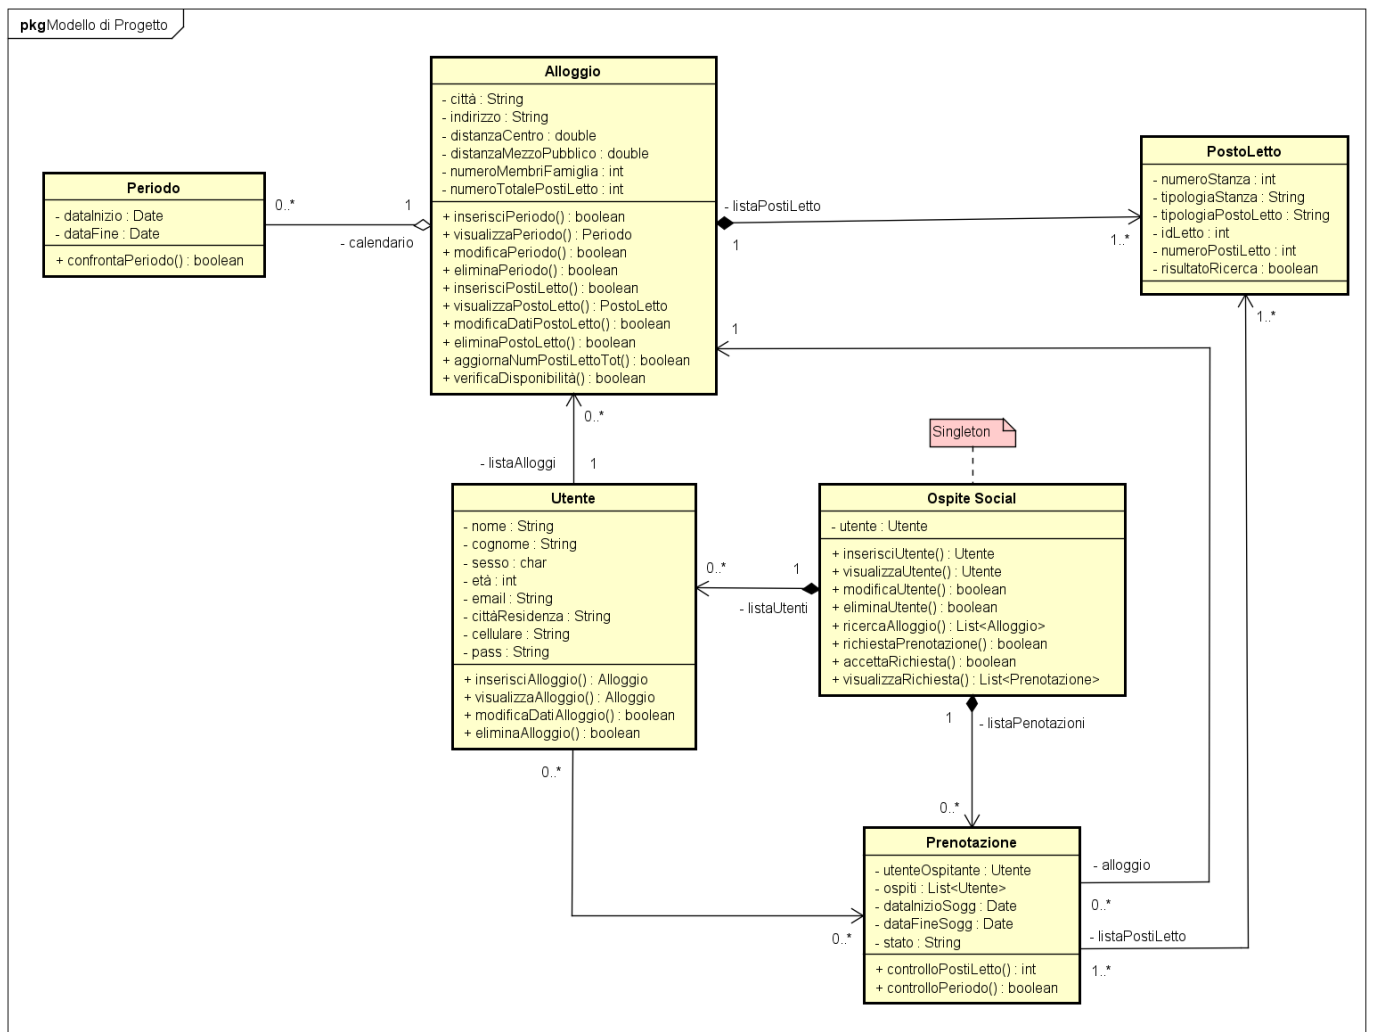 pkg Modello di Progetto
Alloggio
- città : String
- indirizzo : String
- distanzaCentro : double
- distanzaMezzoPubblico : double
- numeroMembriFamiglia : int
- numeroTotalePostiLetto : int
+ inserisciPeriodo() : boolean
+ visualizzaPeriodo() : Periodo
+ modificaPeriodo() : boolean
+ eliminaPeriodo() : boolean
+ inserisciPostiLetto() : boolean
+ visualizzaPostoLetto() : PostoLetto
+ modificaDatiPostoLetto() : boolean
+ eliminaPostoLetto() : boolean
+ aggiornaNumPostiLettoTot() : boolean
+ verificaDisponibilità() : boolean
Periodo
- dataInizio : Date
- dataFine : Date
+ confrontaPeriodo() : boolean
0..*
1
- calendario
- listaPostiLetto
1
1..*
PostoLetto
- numeroStanza : int
- tipologiaStanza : String
- tipologiaPostoLetto : String
- idLetto : int
- numeroPostiLetto : int
- risultatoRicerca : boolean
1..*
1
0..*
- listaAlloggi
1
Singleton
Utente
- nome : String
- cognome : String
- sesso : char
- età : int
- email : String
- cittàResidenza : String
- cellulare : String
- pass : String
+ inserisciAlloggio() : Alloggio
+ visualizzaAlloggio() : Alloggio
+ modificaDatiAlloggio() : boolean
+ eliminaAlloggio() : boolean
0..*
1
- listaUtenti
Ospite Social
- utente : Utente
+ inserisciUtente() : Utente
+ visualizzaUtente() : Utente
+ modificaUtente() : boolean
+ eliminaUtente() : boolean
+ ricercaAlloggio() : List<Alloggio>
+ richiestaPrenotazione() : boolean
+ accettaRichiesta() : boolean
+ visualizzaRichiesta() : List<Prenotazione>
1
- listaPenotazioni
0..*
0..*
0..*
Prenotazione
- utenteOspitante : Utente
- ospiti : List<Utente>
- dataInizioSogg : Date
- dataFineSogg : Date
- stato : String
+ controlloPostiLetto() : int
+ controlloPeriodo() : boolean
- alloggio
0..*
- listaPostiLetto
1..*